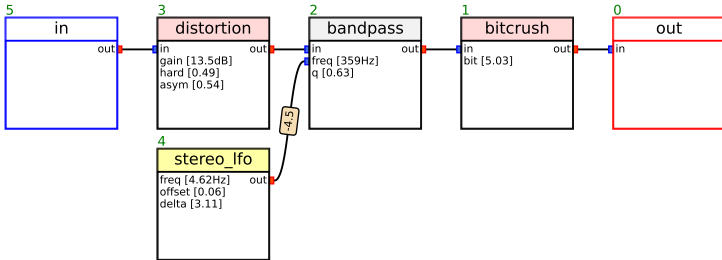 5
in
out
3
distortion
in
out
gain [13.5dB]
hard [0.49]
asym [0.54]
2
bandpass
in
out
freq [359Hz]
q [0.63]
1
bitcrush
in
out
bit [5.03]
0
out
in
-4.5
4
stereo_lfo
freq [4.62Hz]
out
offset [0.06]
delta [3.11]